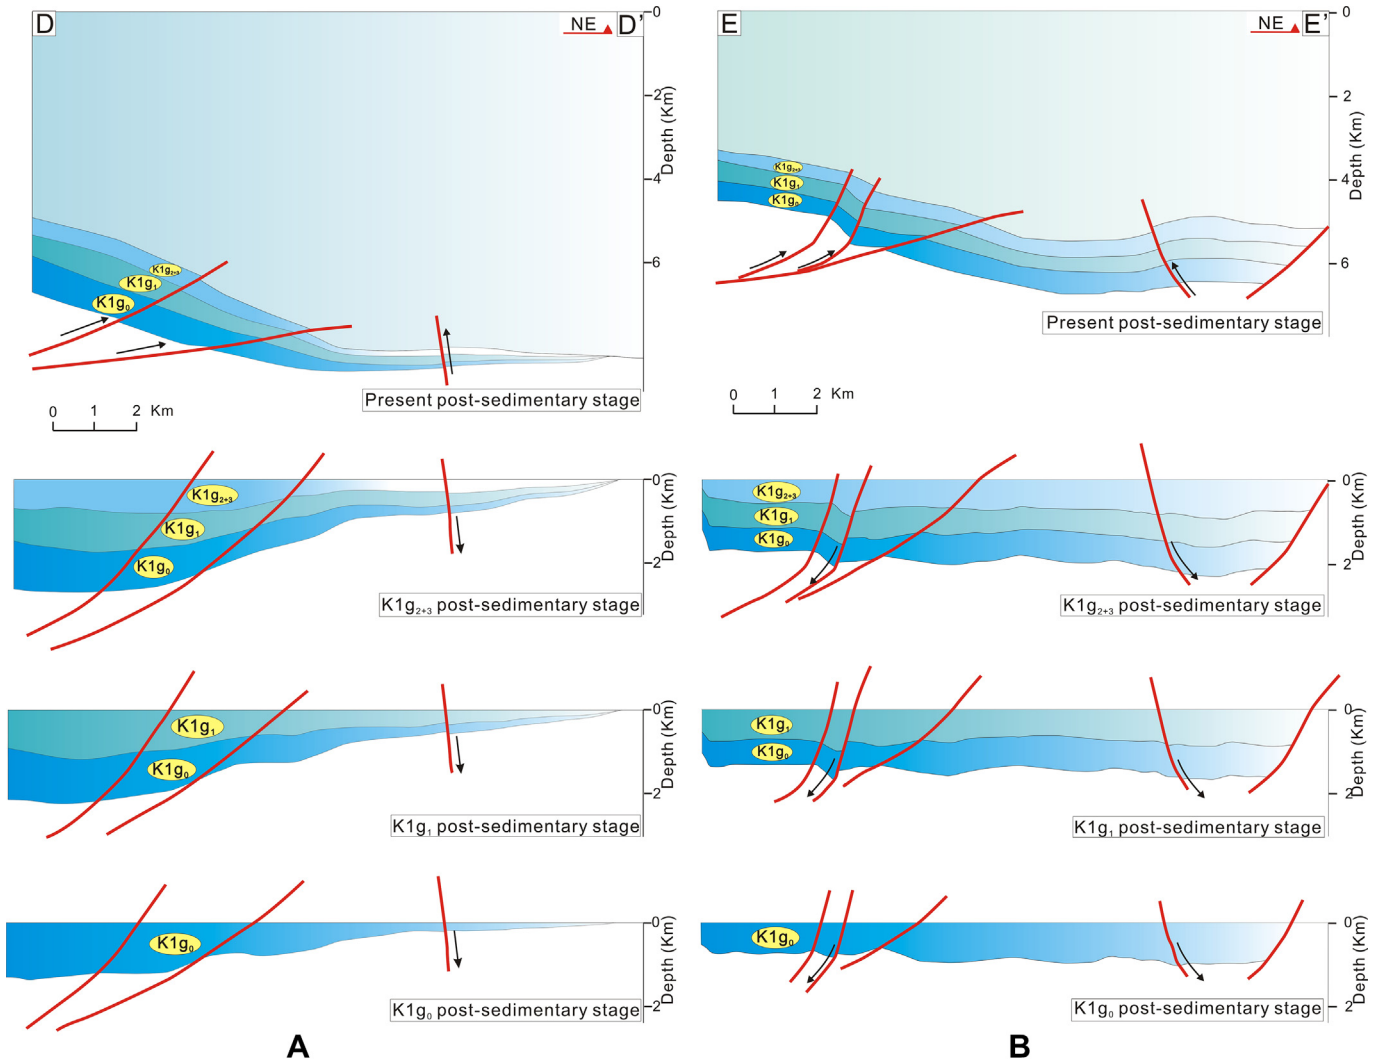 D
NE
D'
0
2
4
6
Depth (Km)
K1g2+3
K1g1
K1g0
Present post-sedimentary stage
0 1 2 Km
K1g2+3
K1g1
K1g0
0
2
Depth (Km)
K1g2+3 post-sedimentary stage
K1g1
K1g0
0
2
Depth (Km)
K1g1 post-sedimentary stage
K1g0
0
2
Depth (Km)
K1g0 post-sedimentary stage
A
E
NE
E'
0
2
4
6
Depth (Km)
K1g2+3
K1g1
K1g0
Present post-sedimentary stage
0 1 2 Km
K1g2+3
K1g1
K1g0
0
2
Depth (Km)
K1g2+3 post-sedimentary stage
K1g1
K1g0
0
2
Depth (Km)
K1g1 post-sedimentary stage
K1g0
0
2
Depth (Km)
K1g0 post-sedimentary stage
B